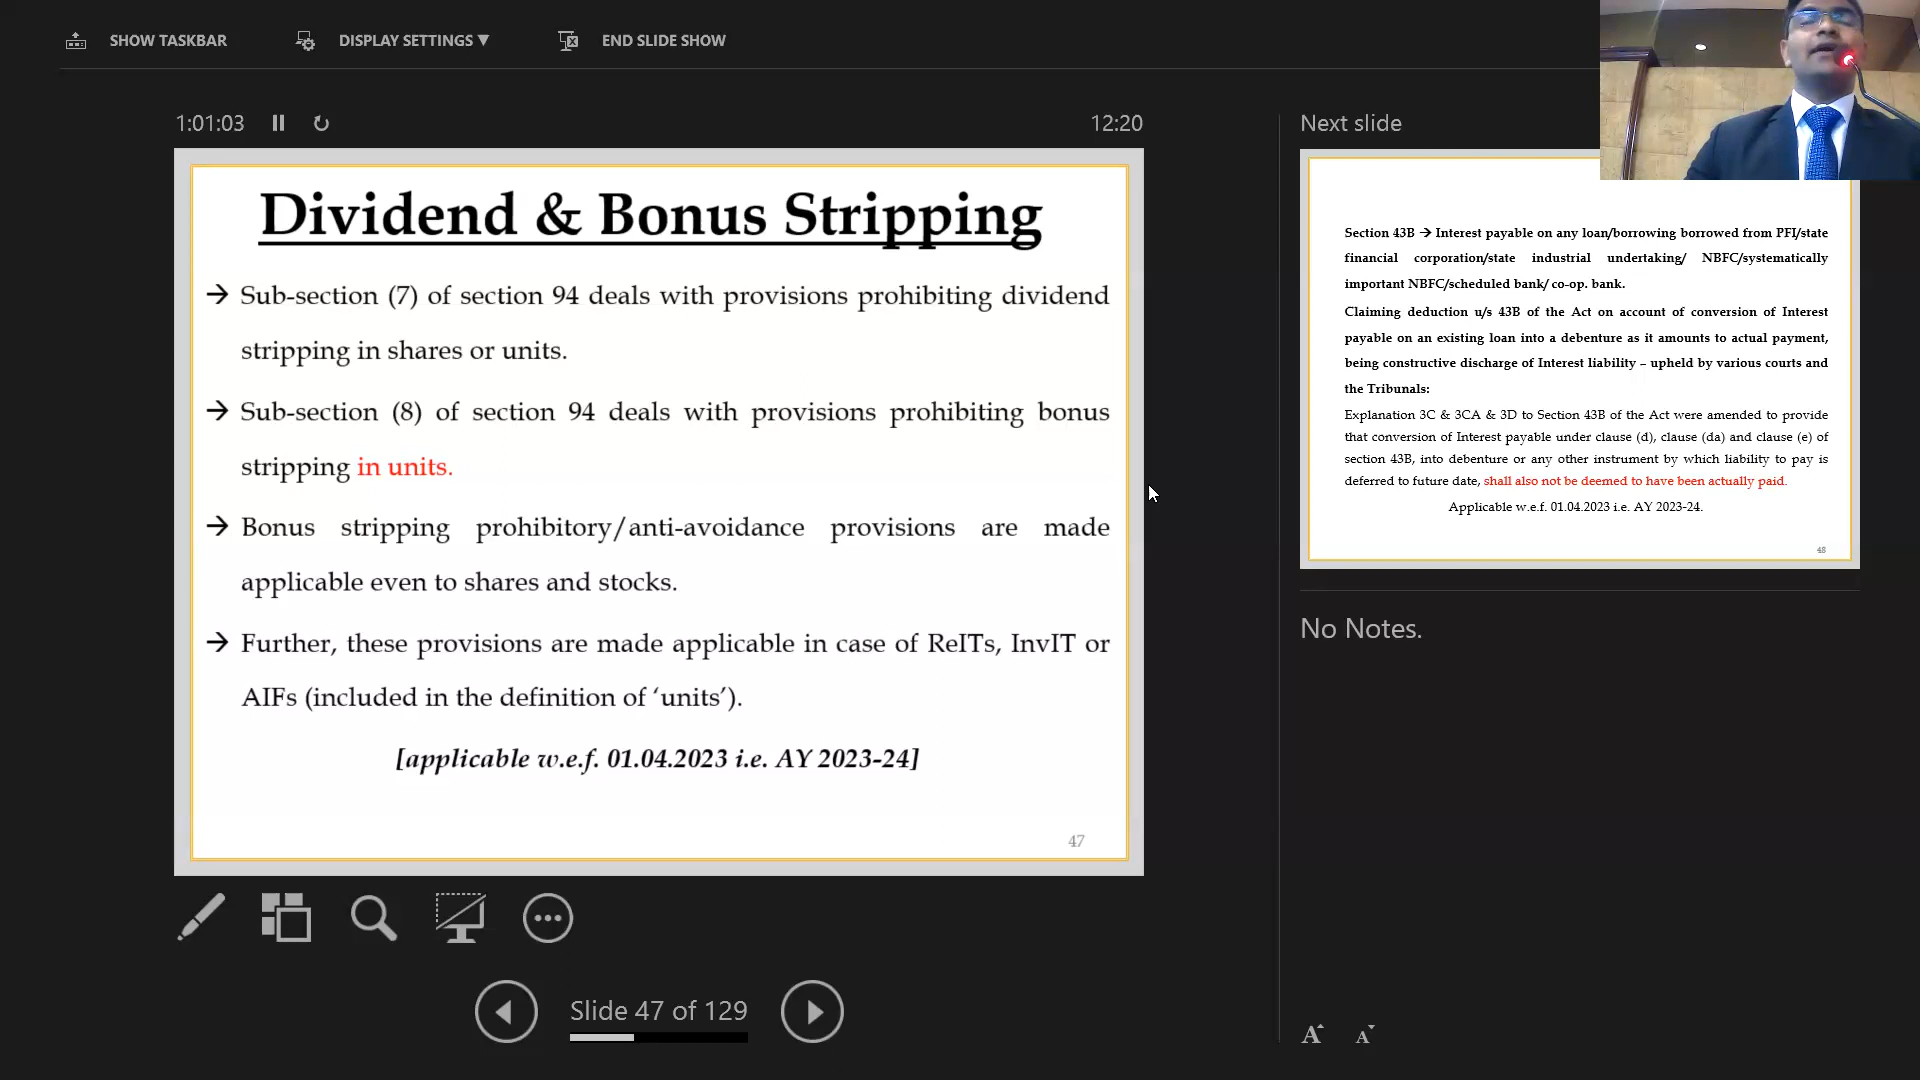 SHOW TASKBAR
DISPLAY SETTINGS ▼
END SLIDE SHOW
1:01:03
12:20
Dividend & Bonus Stripping
→ Sub-section (7) of section 94 deals with provisions prohibiting dividend
stripping in shares or units.
→ Sub-section (8) of section 94 deals with provisions prohibiting bonus
stripping in units.
→ Bonus stripping prohibitory/anti-avoidance provisions are made
applicable even to shares and stocks.
→ Further, these provisions are made applicable in case of ReITs, InvIT or
AIFs (included in the definition of ‘units’).
[applicable w.e.f. 01.04.2023 i.e. AY 2023-24]
47
Slide 47 of 129
Next slide
Section 43B → Interest payable on any loan/borrowing borrowed from PFI/state
financial corporation/state industrial undertaking/ NBFC/systematically
important NBFC/scheduled bank/ co-op. bank.
Claiming deduction u/s 43B of the Act on account of conversion of Interest
payable on an existing loan into a debenture as it amounts to actual payment,
being constructive discharge of Interest liability – upheld by various courts and
the Tribunals:
Explanation 3C & 3CA & 3D to Section 43B of the Act were amended to provide
that conversion of Interest payable under clause (d), clause (da) and clause (e) of
section 43B, into debenture or any other instrument by which liability to pay is
deferred to future date, shall also not be deemed to have been actually paid.
Applicable w.e.f. 01.04.2023 i.e. AY 2023-24.
48
No Notes.
A A